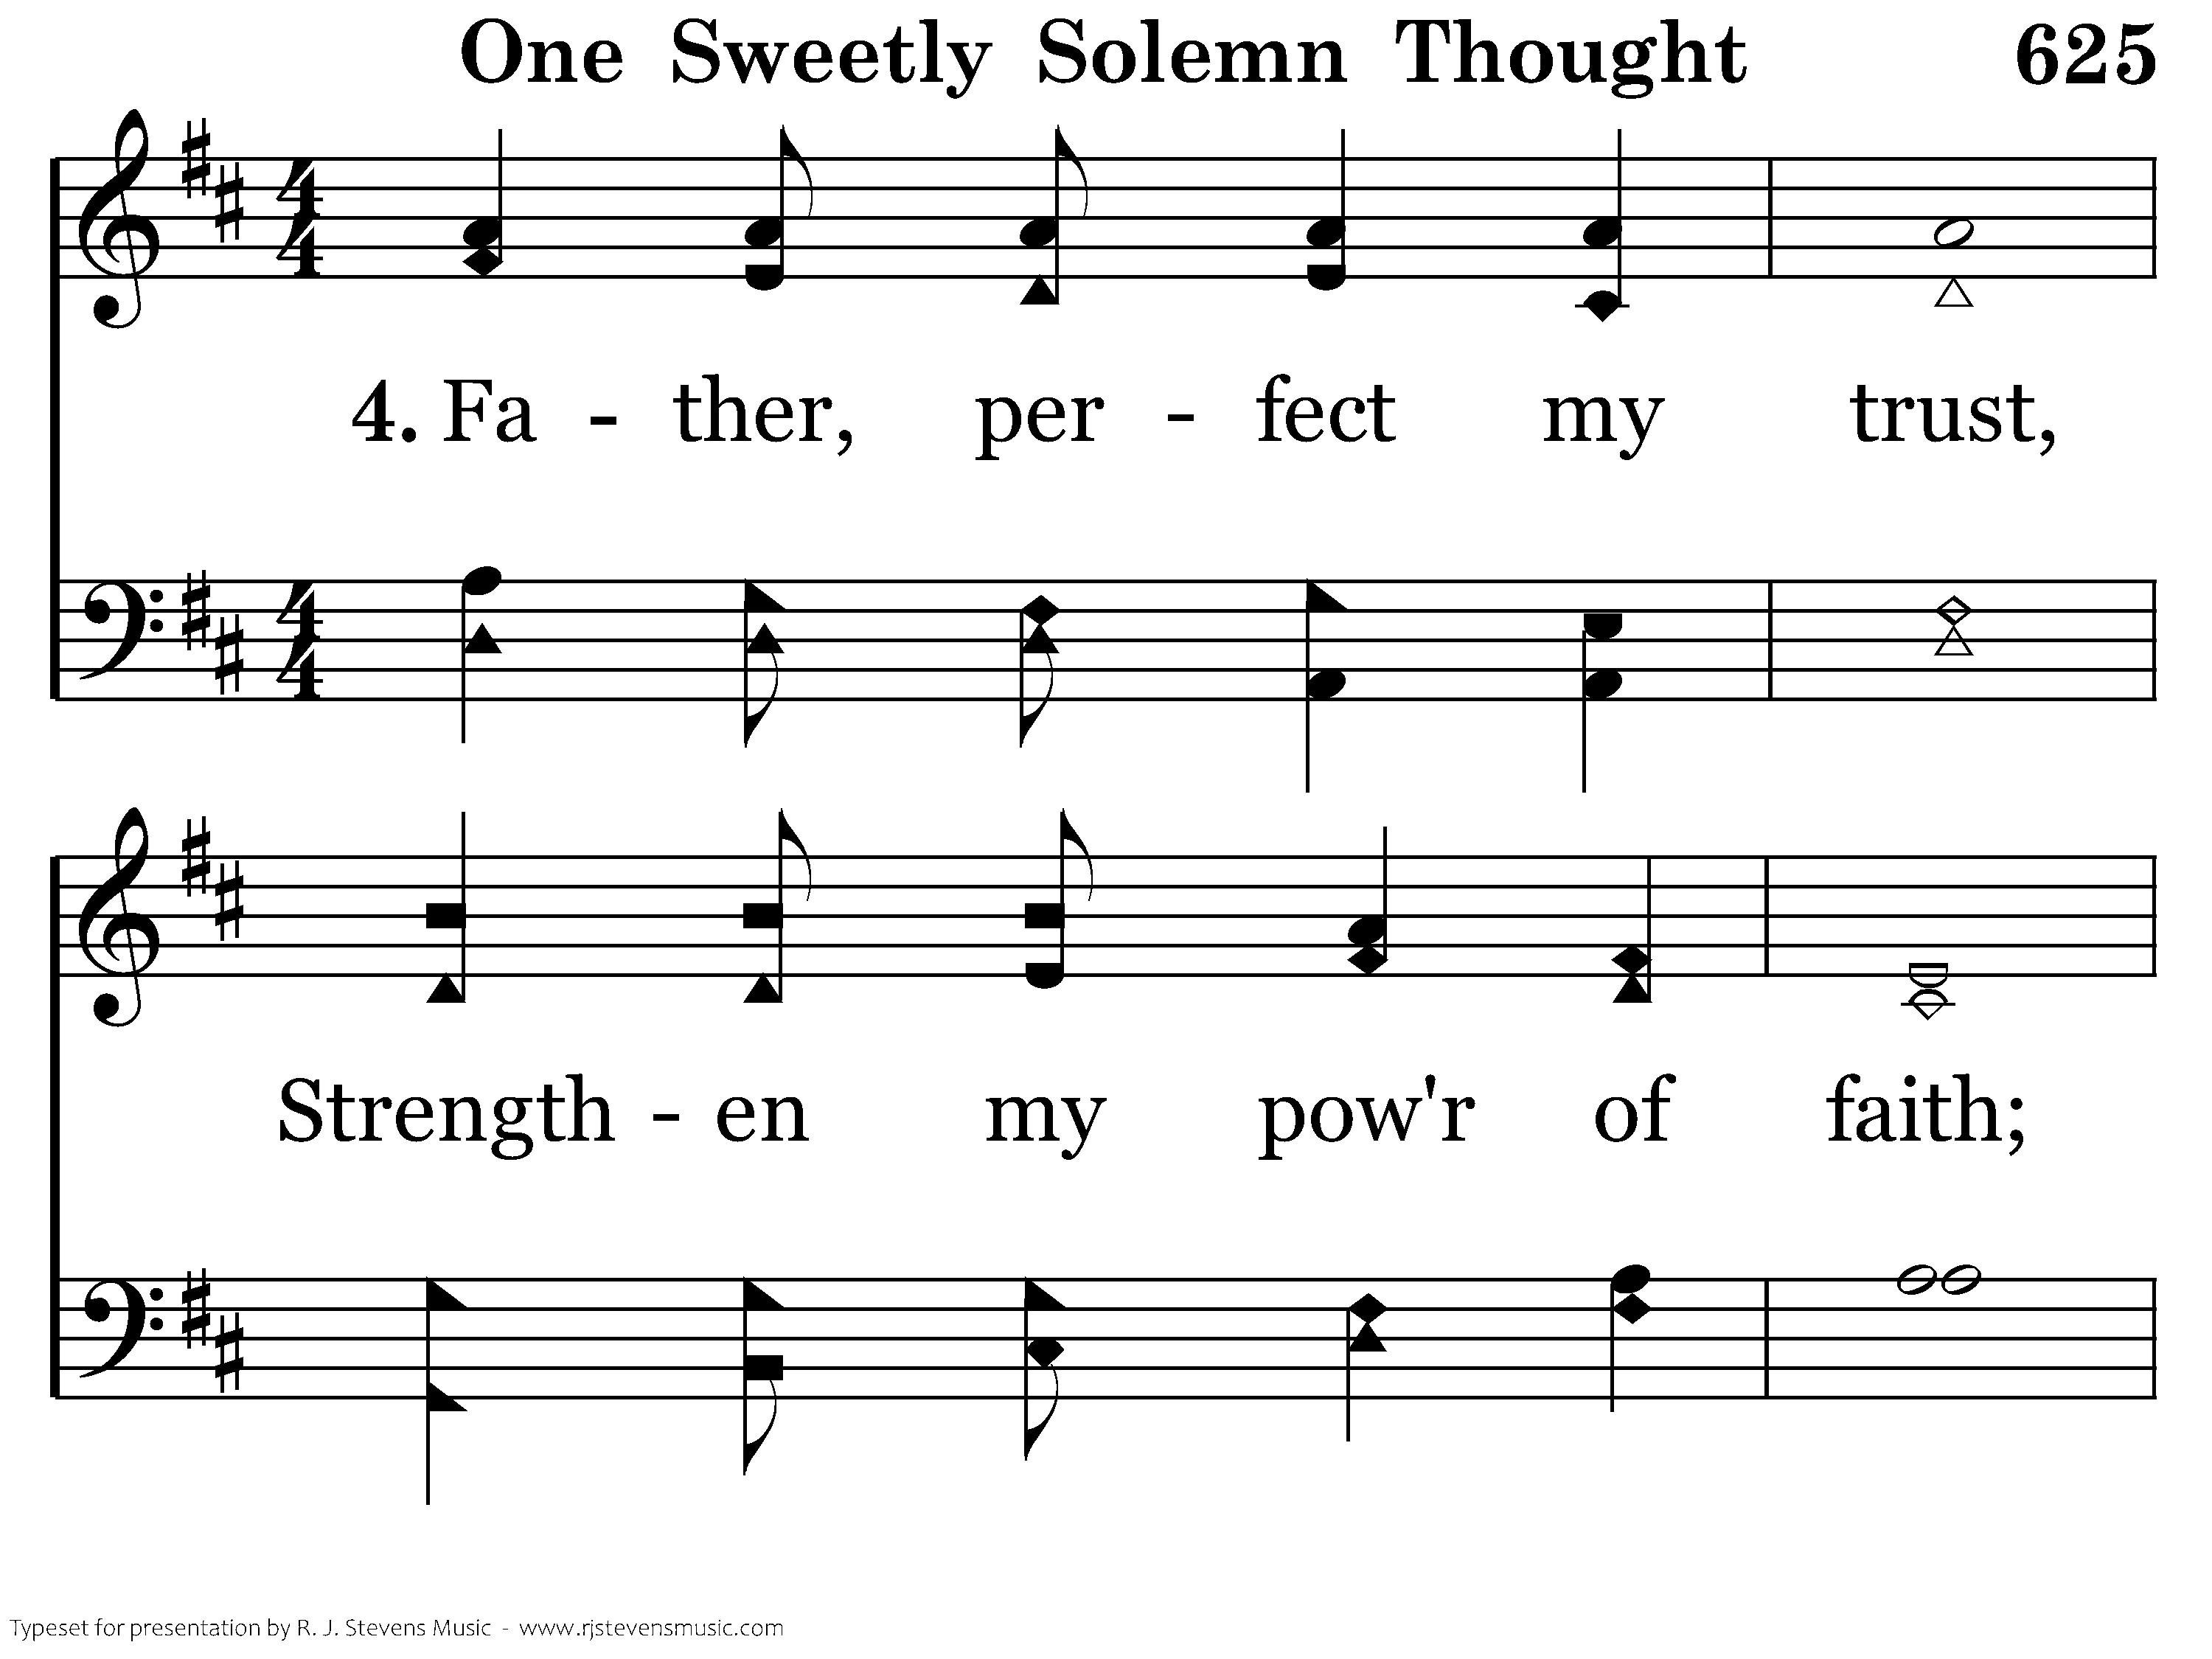 One Sweetly Solemn Thought 625
4. Fa - ther, per - fect my trust,
Strength - en my pow'r of faith;
Typeset for presentation by R. J. Stevens Music - www.rjstevensmusic.com